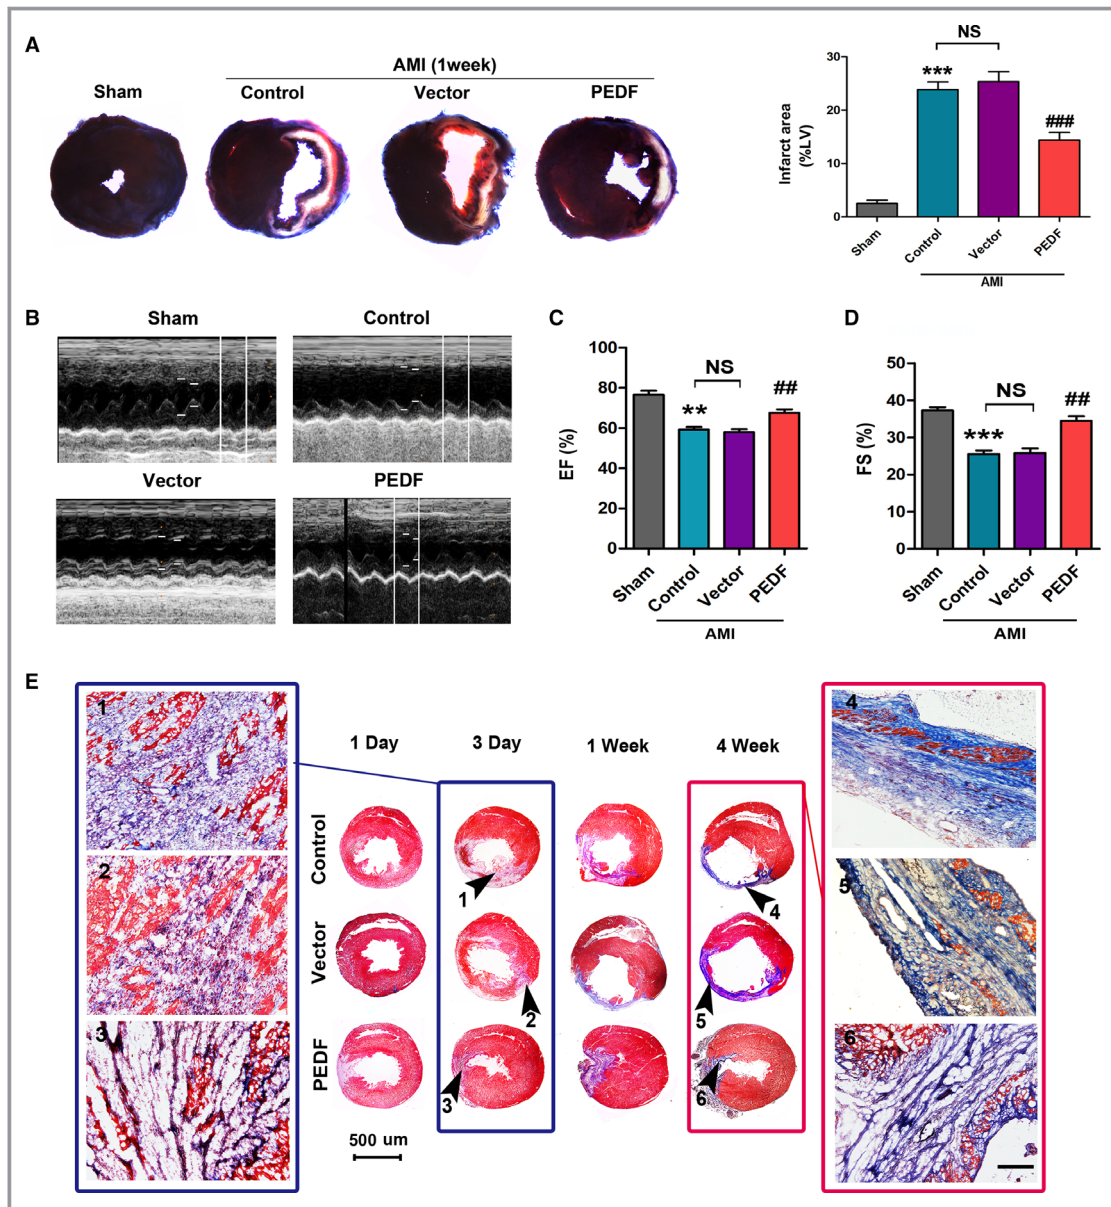 A
AMI (1week)
Sham
Control
Vector
PEDF
NS
***
###
Infarct area
(%LV)
30
20
10
0
Sham
Control
Vector
PEDF
AMI
B
Sham
Control
Vector
PEDF
C
NS
**
##
EF (%)
100
80
60
40
20
0
Sham
Control
Vector
PEDF
AMI
D
NS
***
##
FS (%)
50
40
30
20
10
0
Sham
Control
Vector
PEDF
AMI
E
1
2
3
1 Day
3 Day
1 Week
4 Week
Control
1
4
Vector
2
5
PEDF
3
6
500 um
4
5
6